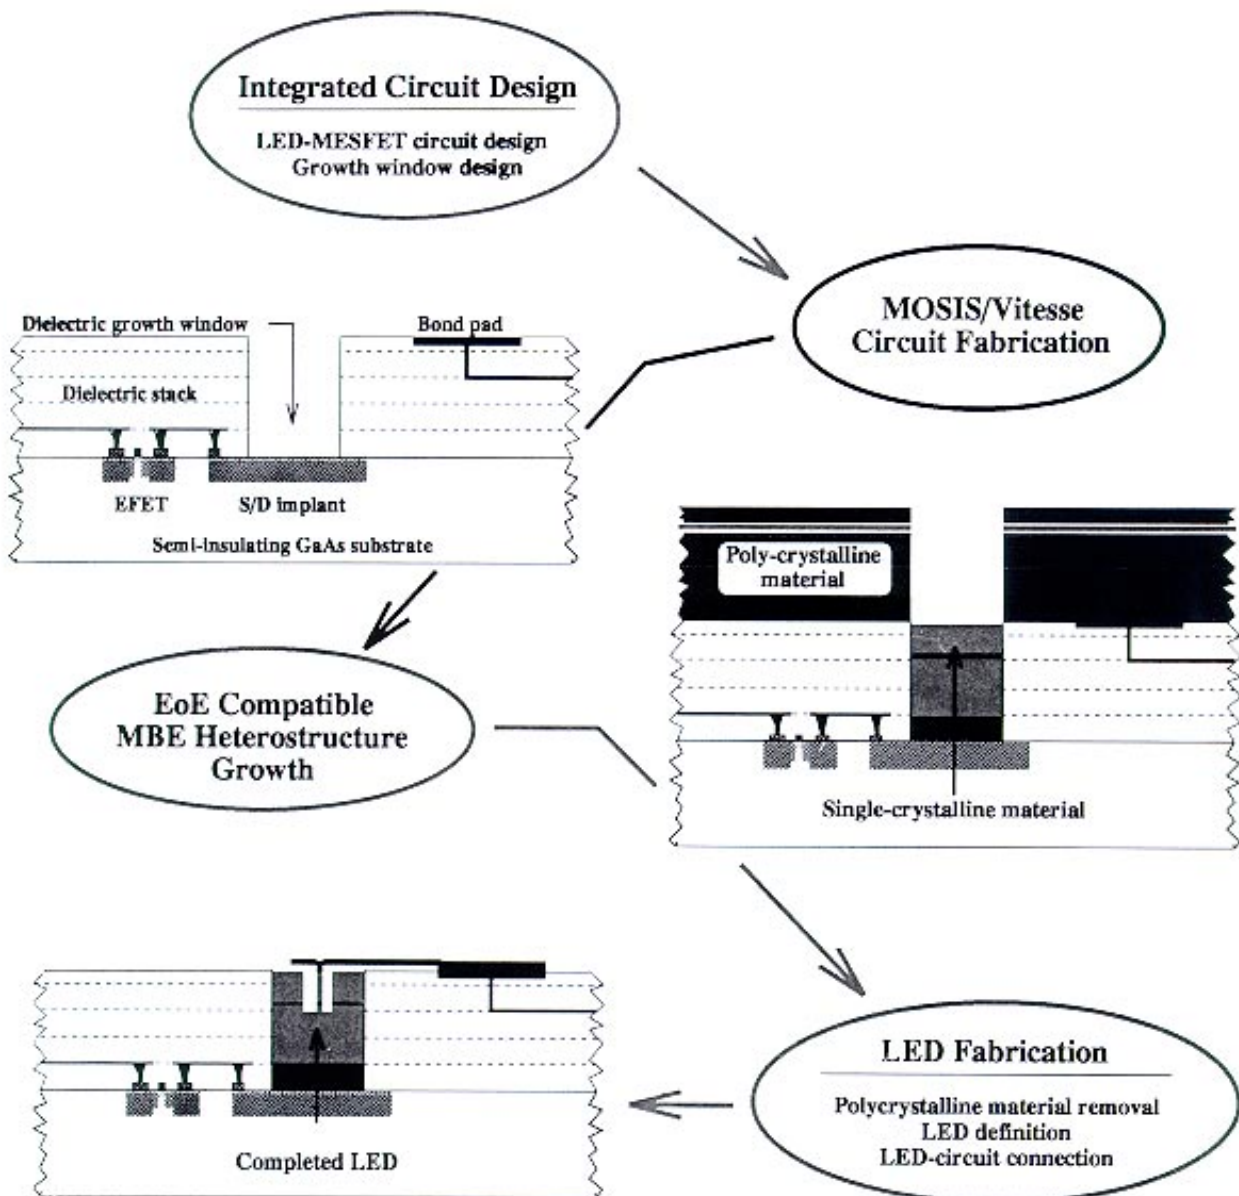 Integrated Circuit Design
LED-MESFET circuit design
Growth window design
MOSIS/Vitesse
Circuit Fabrication
Dielectric growth window
Bond pad
Dielectric stack
EFET
S/D implant
Semi-insulating GaAs substrate
Poly-crystalline
material
Single-crystalline material
EoE Compatible
MBE Heterostructure
Growth
LED Fabrication
Polycrystalline material removal
LED definition
LED-circuit connection
Completed LED